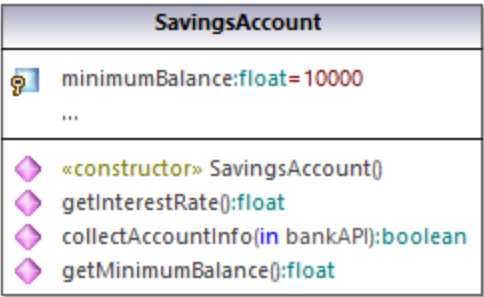 SavingsAccount
minimumBalance:float=10000
...
«constructor» SavingsAccount()
getInterestRate():float
collectAccountInfo(in bankAPI):boolean
getMinimumBalance():float